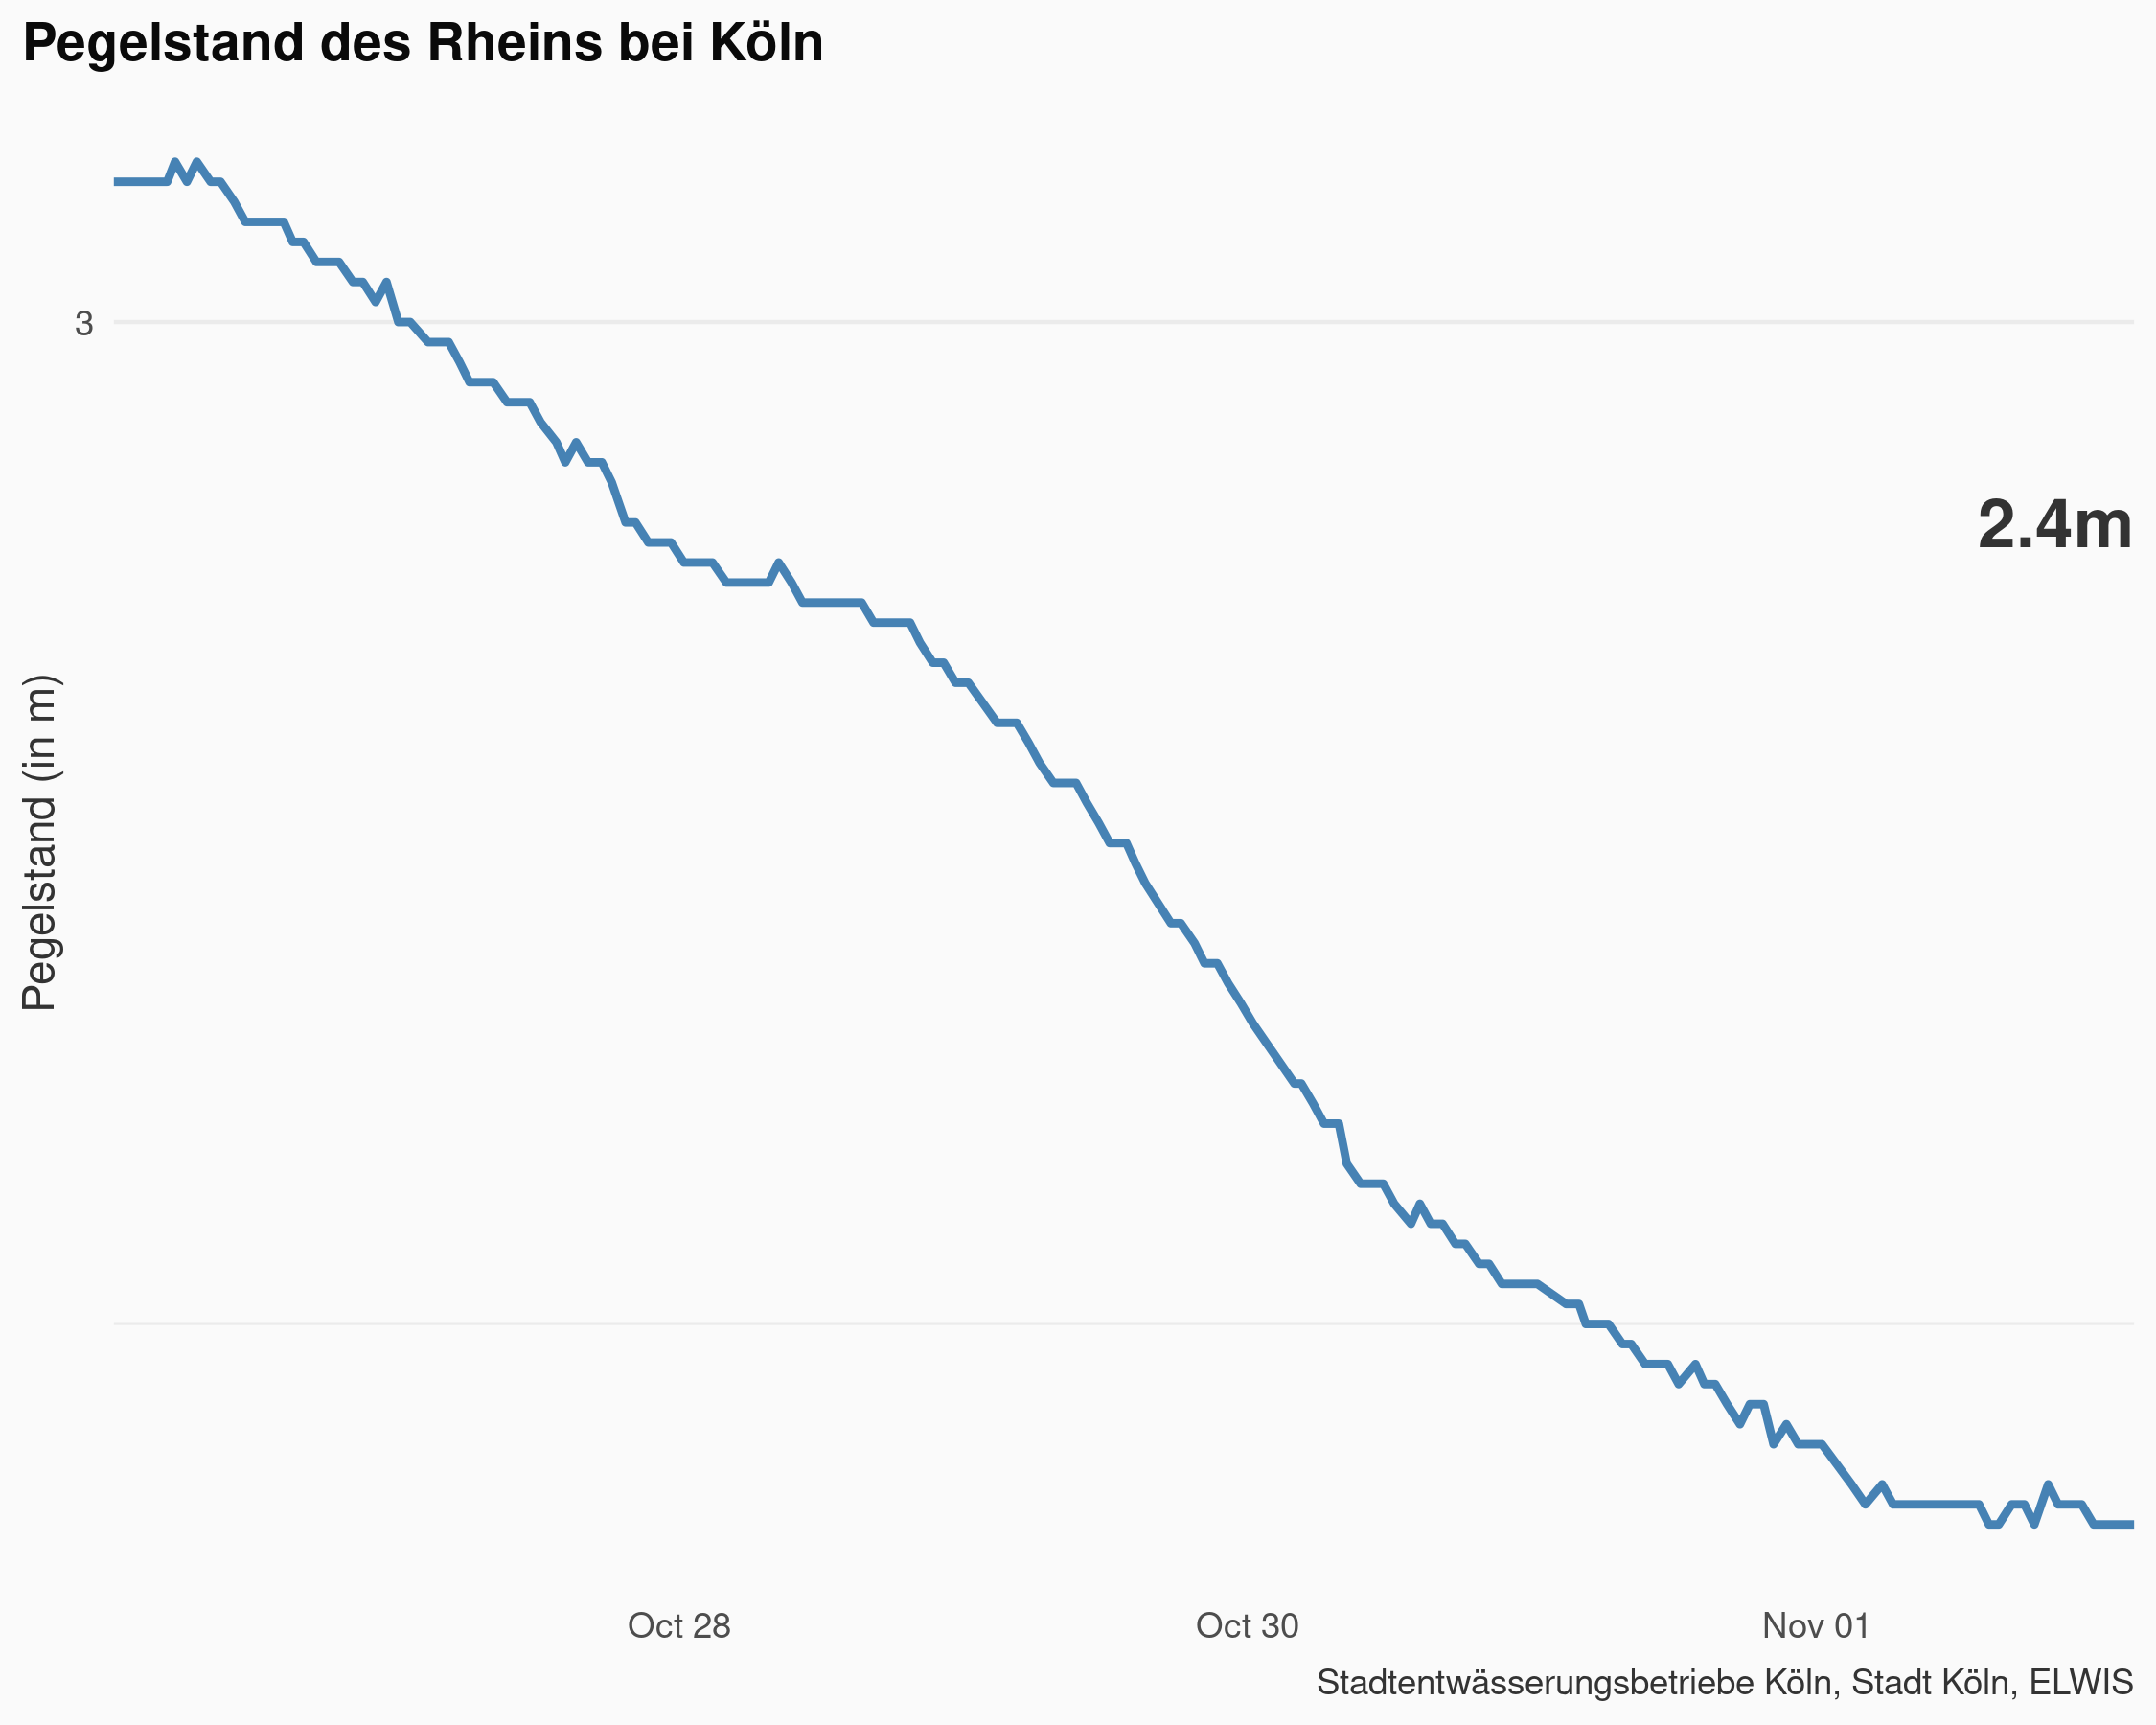 Pegelstand des Rheins bei Köln
3
2.4m
Pegelstand (in m)
Oct 28
Oct 30
Nov 01
Stadtentwässerungsbetriebe Köln, Stadt Köln, ELWIS